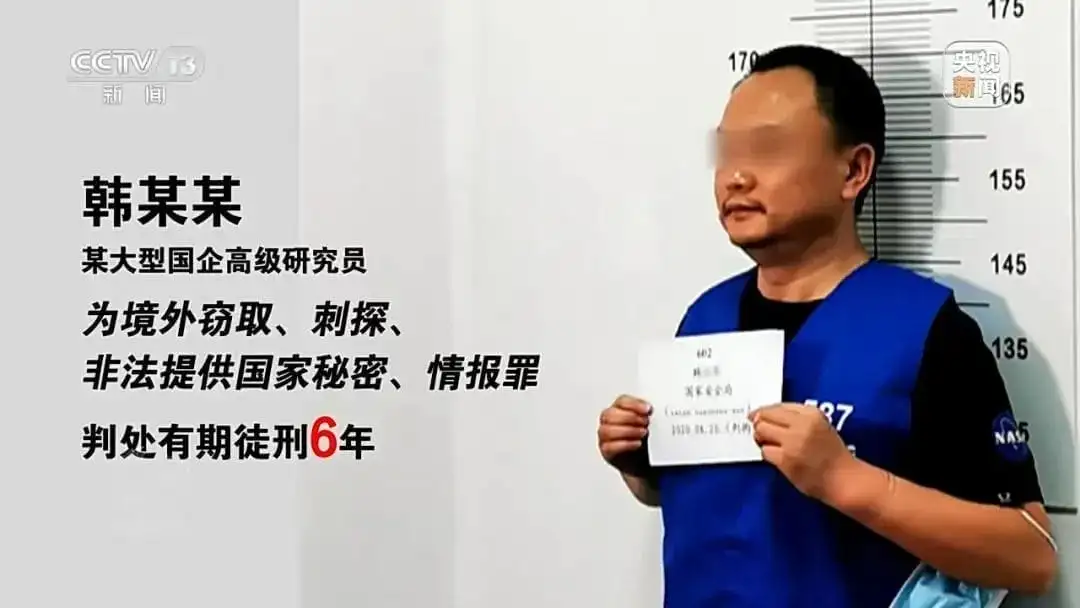 CCTV 13
新闻
央视
新闻
韩某某
某大型国企高级研究员
为境外窃取、刺探、
非法提供国家秘密、情报罪
判处有期徒刑6年
175
170
165
155
145
135
602
国家安全局
587
NASA